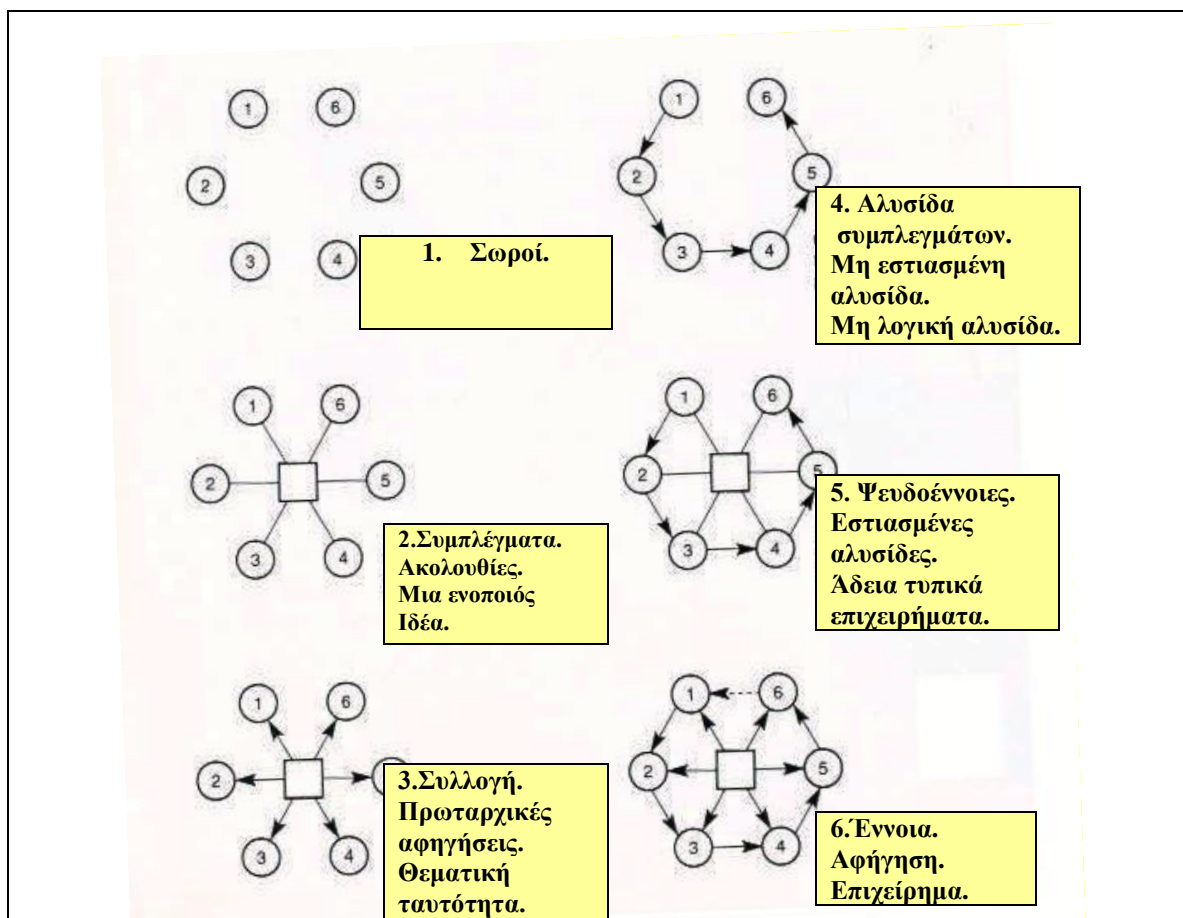 1 6
2 5
3 4
1. Σωροί.
1 6
2 5
3 4
4. Αλυσίδα
συμπλεγμάτων.
Μη εστιασμένη
αλυσίδα.
Μη λογική αλυσίδα.
1 6
2 5
3 4
2.Συμπλέγματα.
Ακολουθίες.
Μια ενοποιός
Ιδέα.
1 6
2 5
3 4
5. Ψευδοέννοιες.
Εστιασμένες
αλυσίδες.
Άδεια τυπικά
επιχειρήματα.
1 6
2
3 4
3.Συλλογή.
Πρωταρχικές
αφηγήσεις.
Θεματική
ταυτότητα.
1 6
2 5
3 4
6.Έννοια.
Αφήγηση.
Επιχείρημα.